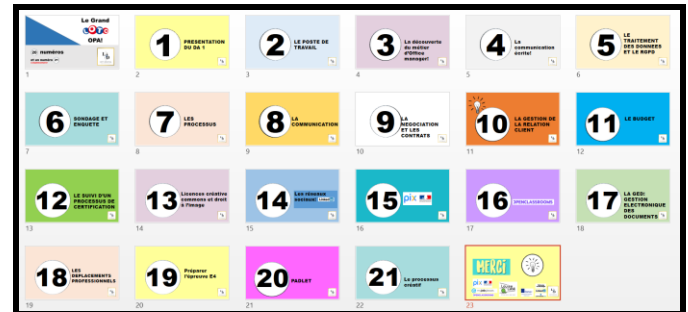 Le Grand
LOTO
OPA!
numéros
1
1
PRESENTATION
DU DA 1
2
2
LE POSTE DE
TRAVAIL
3
3
La découverte
du métier
d'Office
manager!
4
4
La
communication
écrite!
5
5
LE
TRAITEMENT
DES DONNEES
ET LE RGPD
6
6
SONDAGE ET
ENQUETE
7
7
LES
PROCESSUS
8
8
LA
COMMUNICATION
9
9
LA
NEGOCIATION
ET LES
CONTRATS
10
10
LA GESTION DE
LA RELATION
CLIENT
11
11
LE BUDGET
12
12
LE SUIVI D'UN
PROCESSUS DE
CERTIFICATION
13
13
Licences créative
commons et droit
à l'image
14
14
Les réseaux
sociaux:
15
15
pix
16
16
OPENCLASSROOMS
17
17
LA GED:
GESTION
ELECTRONIQUE
DES
DOCUMENTS
18
18
LES
DEPLACEMENTS
PROFESSIONNELS
19
19
Préparer
l'épreuve E4
20
20
PADLET
21
21
Le processus
créatif
22
MERCI
pix
23